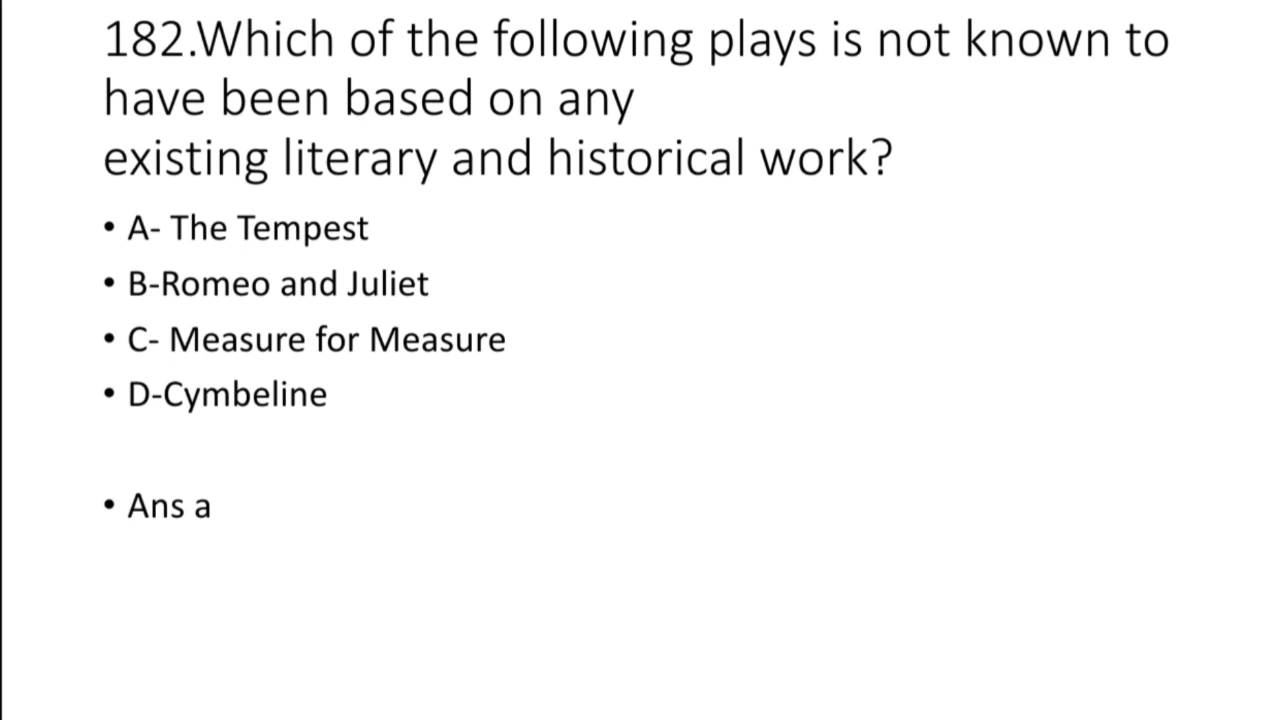 182.Which of the following plays is not known to
have been based on any
existing literary and historical work?
• A- The Tempest
• B-Romeo and Juliet
• C- Measure for Measure
• D-Cymbeline
• Ans a